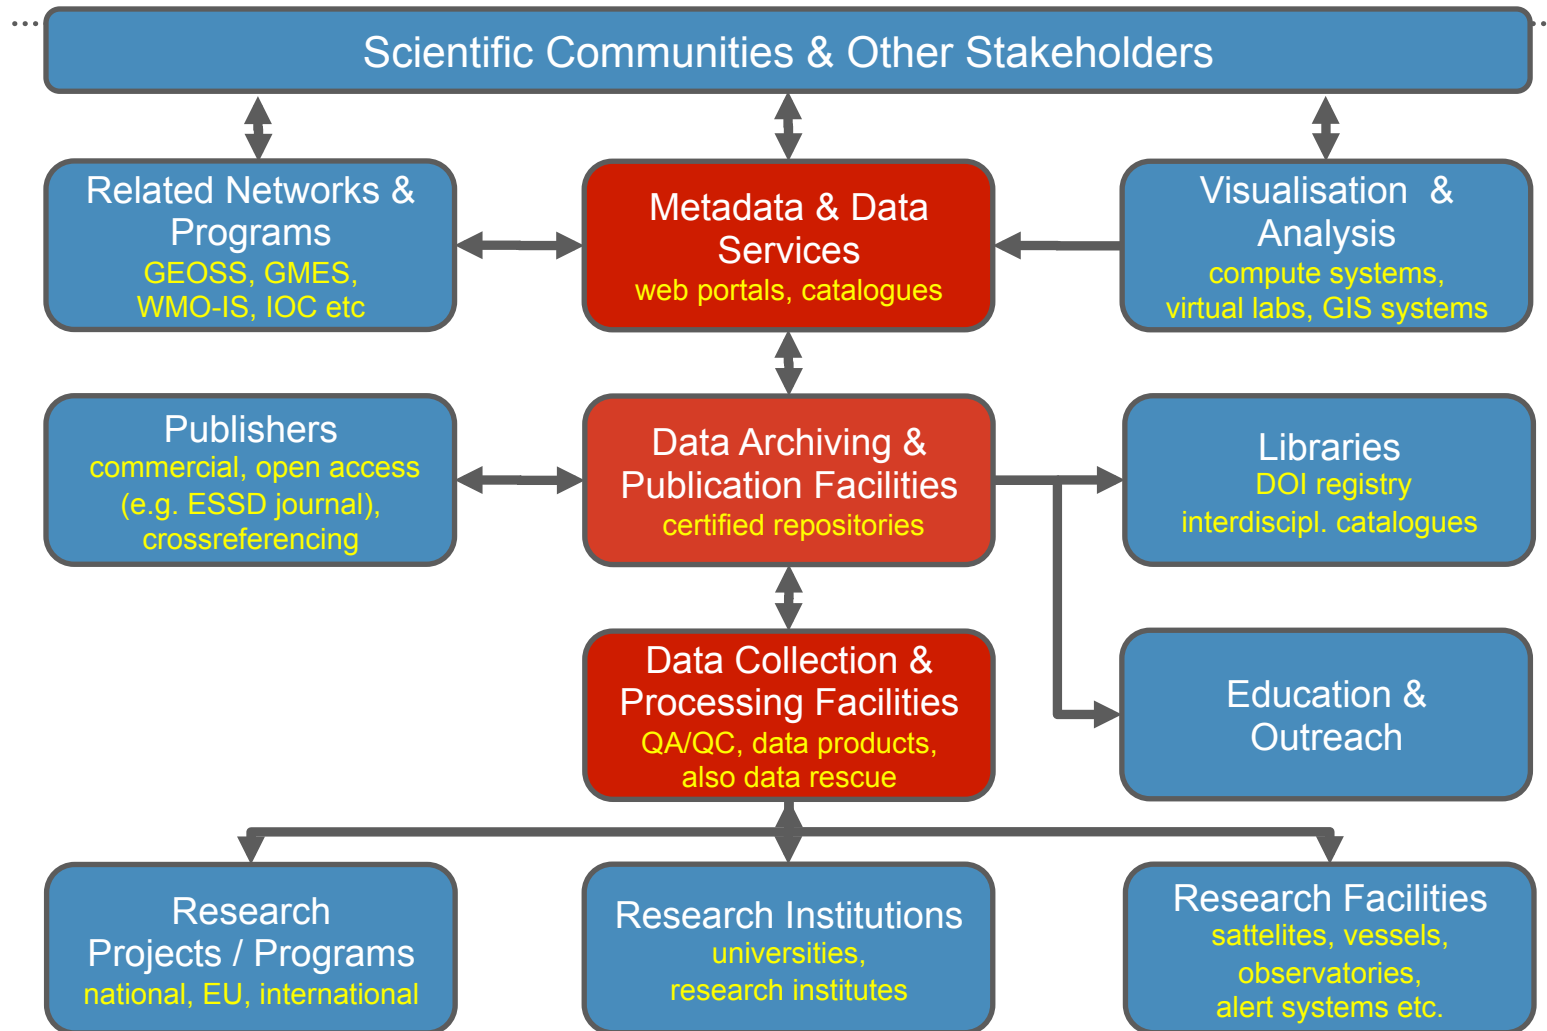 Scientific Communities & Other Stakeholders
Related Networks &
Programs
GEOSS, GMES,
WMO-IS, IOC etc
Metadata & Data
Services
web portals, catalogues
Visualisation &
Analysis
compute systems,
virtual labs, GIS systems
Publishers
commercial, open access
(e.g. ESSD journal),
crossreferencing
Data Archiving &
Publication Facilities
certified repositories
Libraries
DOI registry
interdiscipl. catalogues
Data Collection &
Processing Facilities
QA/QC, data products,
also data rescue
Education &
Outreach
Research
Projects / Programs
national, EU, international
Research Institutions
universities,
research institutes
Research Facilities
sattelites, vessels,
observatories,
alert systems etc.